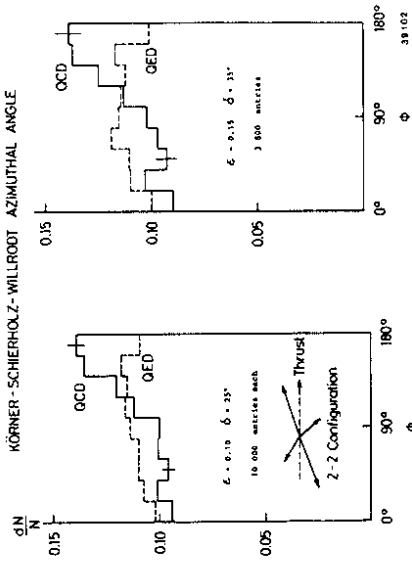 KÖRNER - SCHIERHOLZ - WILLRODT AZIMUTHAL ANGLE
dN
N
0.15
QCD
QED
0.10
ε = 0.10 δ = 25°
10 000 entries each
0.05
Thrust
2 - 2 Configuration
0°
90°
180°
Φ
0.15
QCD
QED
0.10
ε = 0.15 δ = 35°
3 800 entries
0.05
0°
90°
180°
Φ
39102